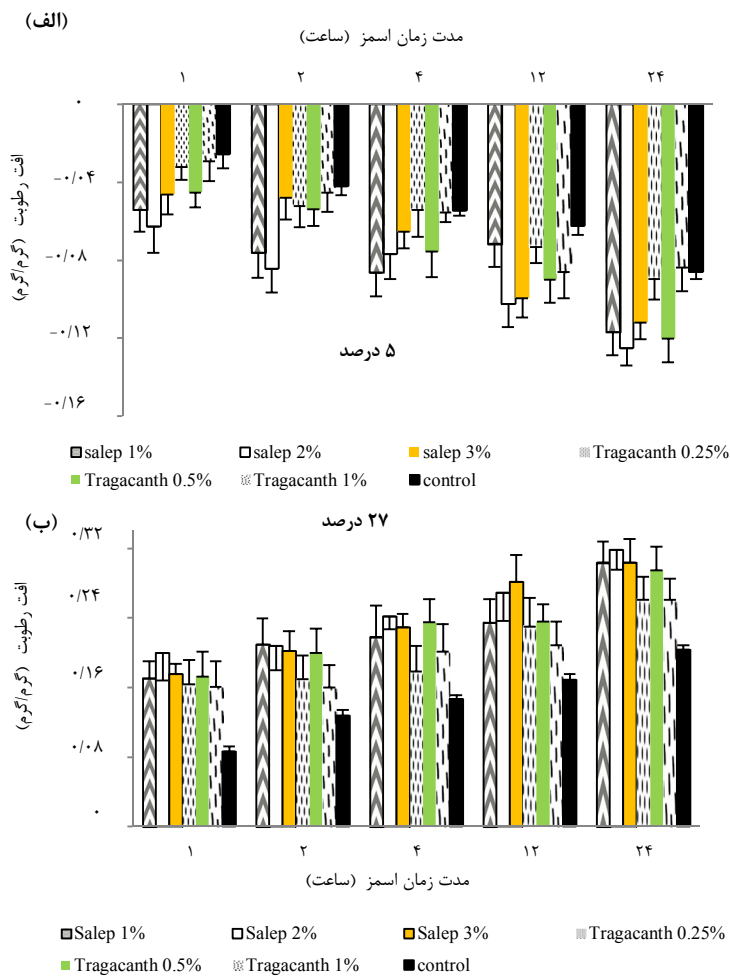 (الف)
مدت زمان اسمز (ساعت)
۱ ۲ ۴ ۱۲ ۲۴
۰
-۰/۰۴
-۰/۰۸
-۰/۱۲
-۰/۱۶
افت رطوبت (گرم/گرم)
۵ درصد
salep 1% salep 2% salep 3% Tragacanth 0.25%
Tragacanth 0.5% Tragacanth 1% control
(ب)
۲۷ درصد
۰/۳۲
۰/۲۴
۰/۱۶
۰/۰۸
۰
افت رطوبت (گرم/گرم)
۱ ۲ ۴ ۱۲ ۲۴
مدت زمان اسمز (ساعت)
Salep 1% Salep 2% Salep 3% Tragacanth 0.25%
Tragacanth 0.5% Tragacanth 1% control